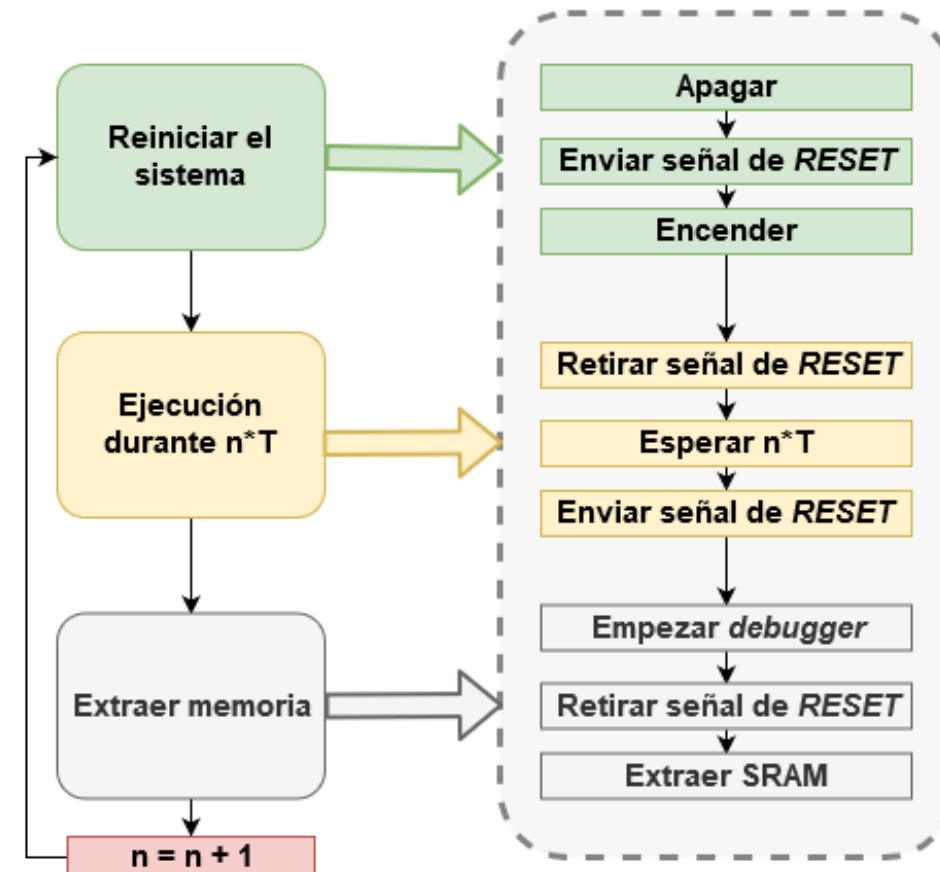 Reiniciar el
sistema
Ejecución
durante n*T
Extraer memoria
n = n + 1
Apagar
Enviar señal de RESET
Encender
Retirar señal de RESET
Esperar n*T
Enviar señal de RESET
Empezar debugger
Retirar señal de RESET
Extraer SRAM